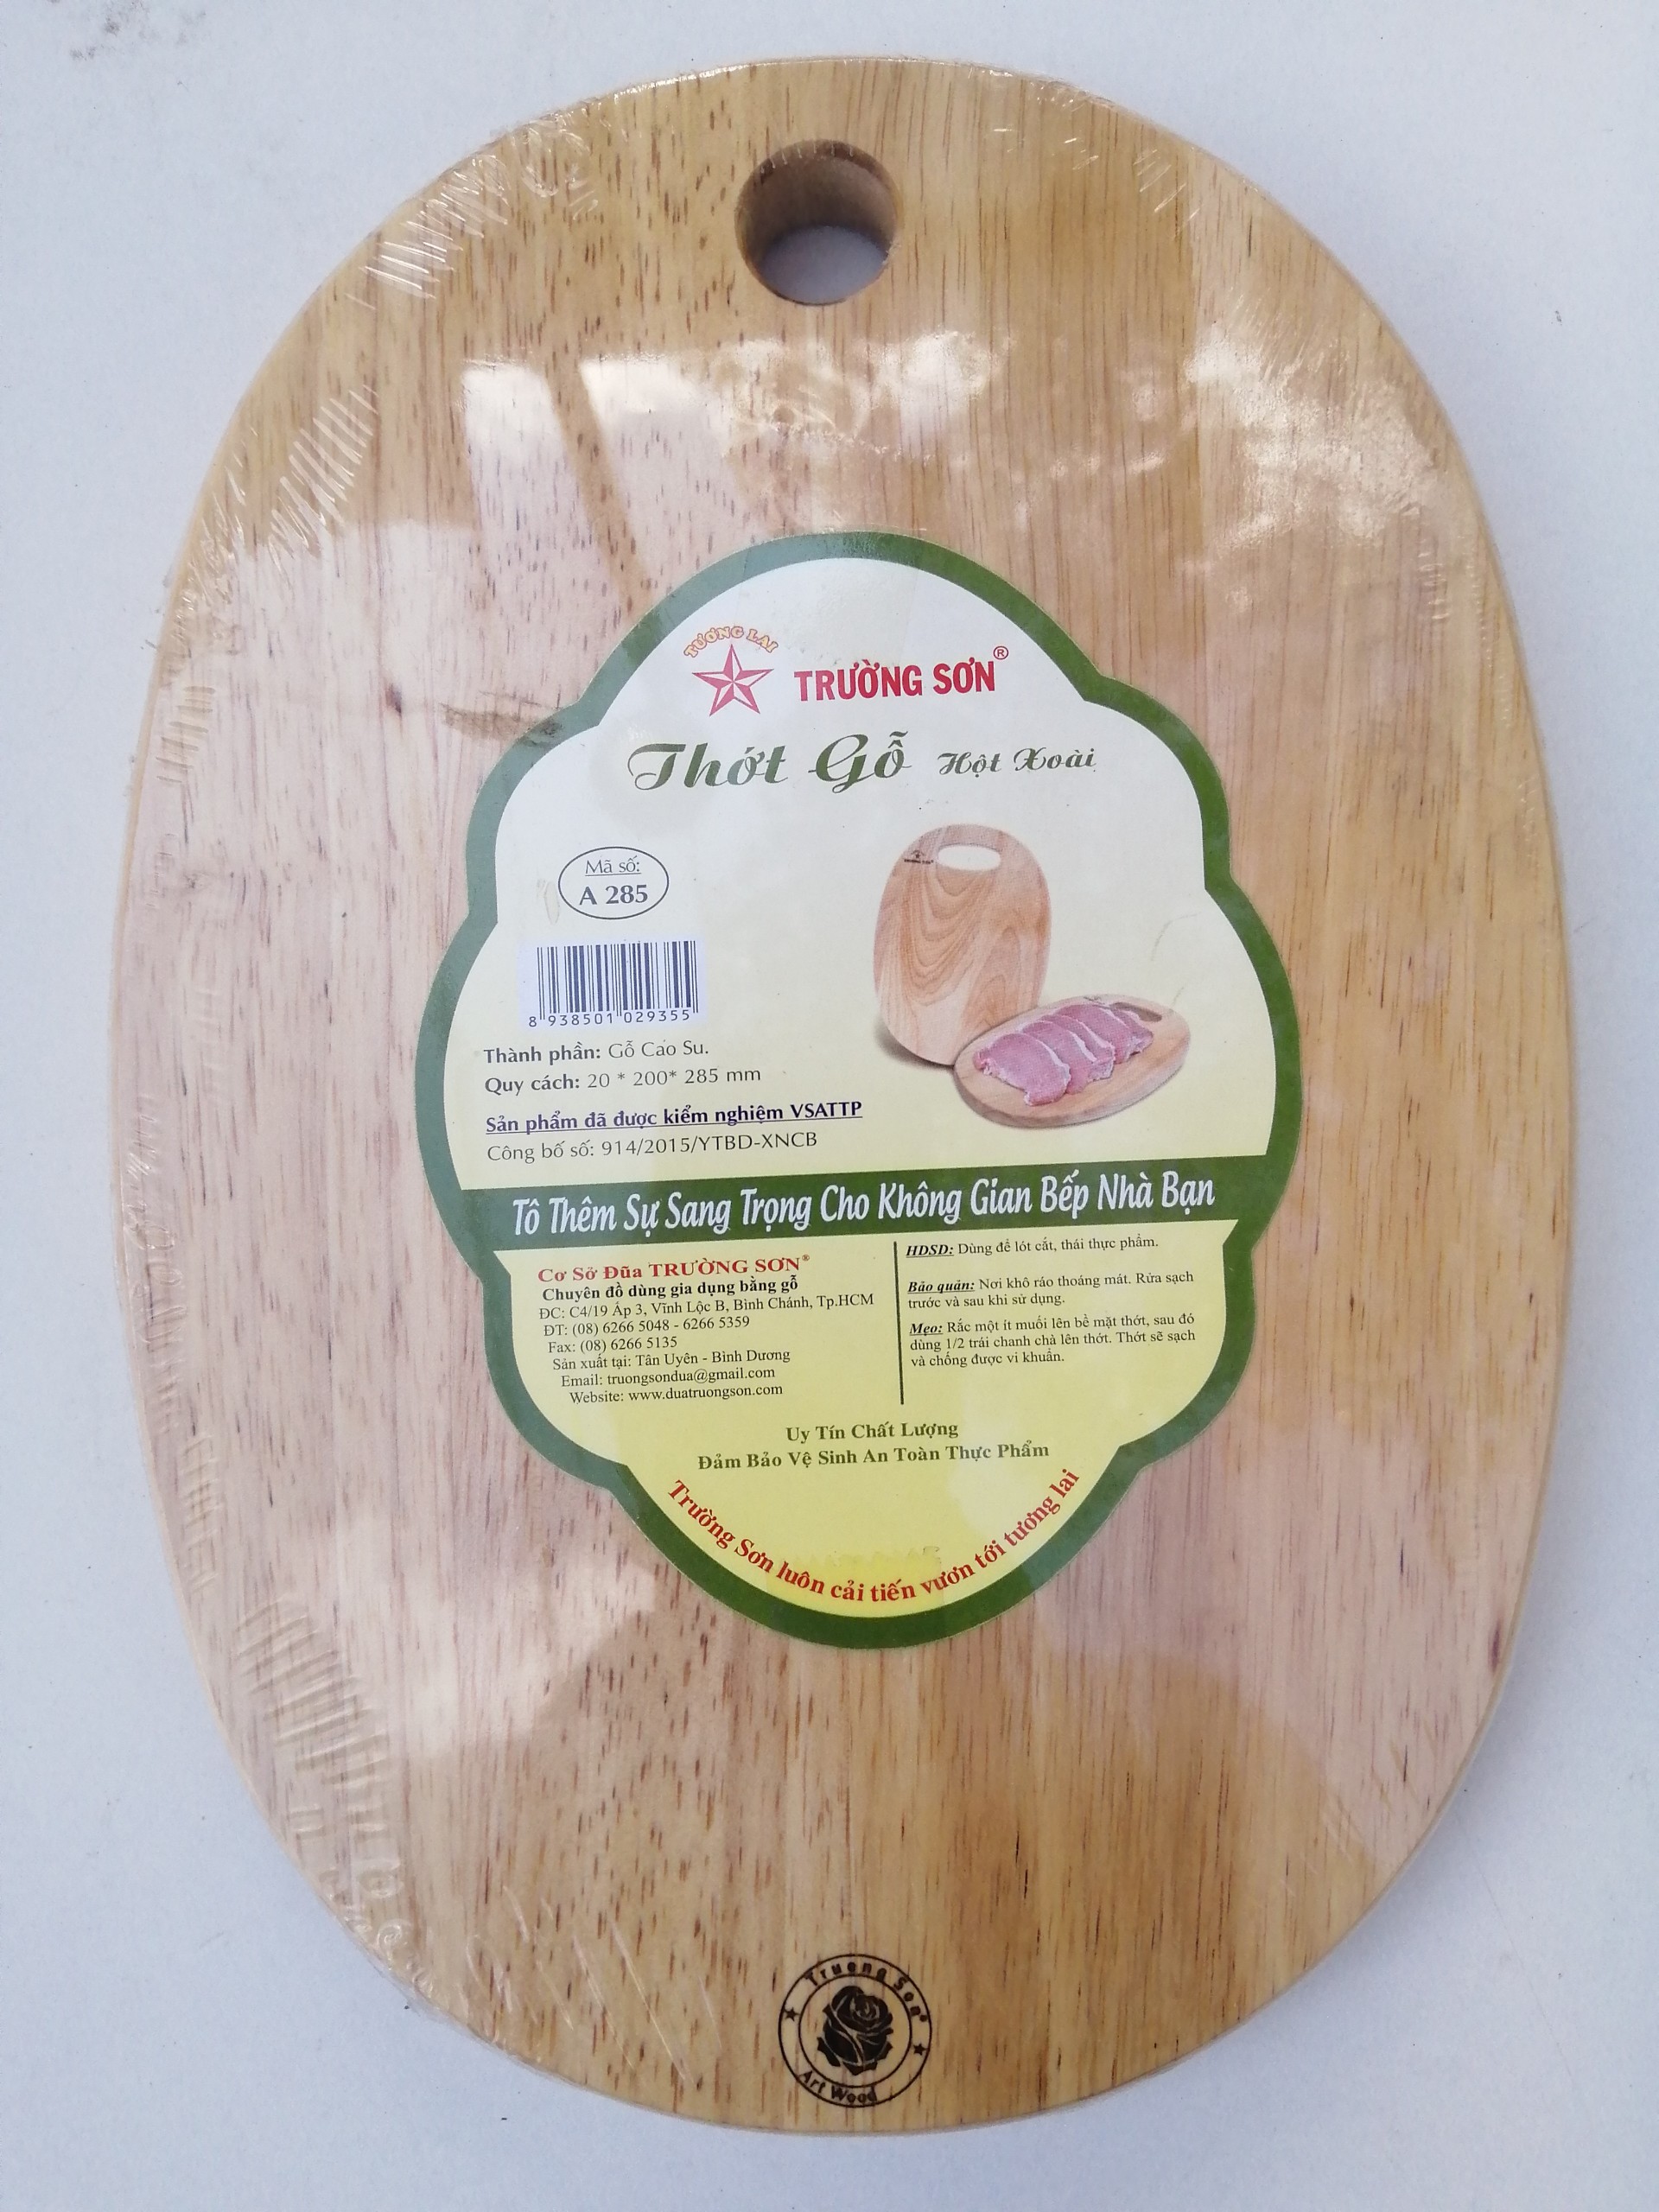 TƯƠNG LAI
TRƯỜNG SƠN®
Thớt Gỗ Hột Xoài
Mã số:
A 285
8 938501 029355
Thành phần: Gỗ Cao Su.
Quy cách: 20 * 200* 285 mm
Sản phẩm đã được kiểm nghiệm VSATTP
Công bố số: 914/2015/YTBD-XNCB
Tô Thêm Sự Sang Trọng Cho Không Gian Bếp Nhà Bạn
Cơ Sở Đũa TRƯỜNG SƠN®
Chuyên đồ dùng gia dụng bằng gỗ
ĐC: C4/19 Ấp 3, Vĩnh Lộc B, Bình Chánh, Tp.HCM
ĐT: (08) 6266 5048 - 6266 5359
Fax: (08) 6266 5135
Sản xuất tại: Tân Uyên - Bình Dương
Email: truongsondua@gmail.com
Website: www.duatruongson.com
HDSD: Dùng để lót cắt, thái thực phẩm.
Bảo quản: Nơi khô ráo thoáng mát. Rửa sạch
trước và sau khi sử dụng.
Mẹo: Rắc một ít muối lên bề mặt thớt, sau đó
dùng 1/2 trái chanh chà lên thớt. Thớt sẽ sạch
và chống được vi khuẩn.
Uy Tín Chất Lượng
Đảm Bảo Vệ Sinh An Toàn Thực Phẩm
Trường Sơn luôn cải tiến vươn tới tương lai
Truong Son®
Art Wood